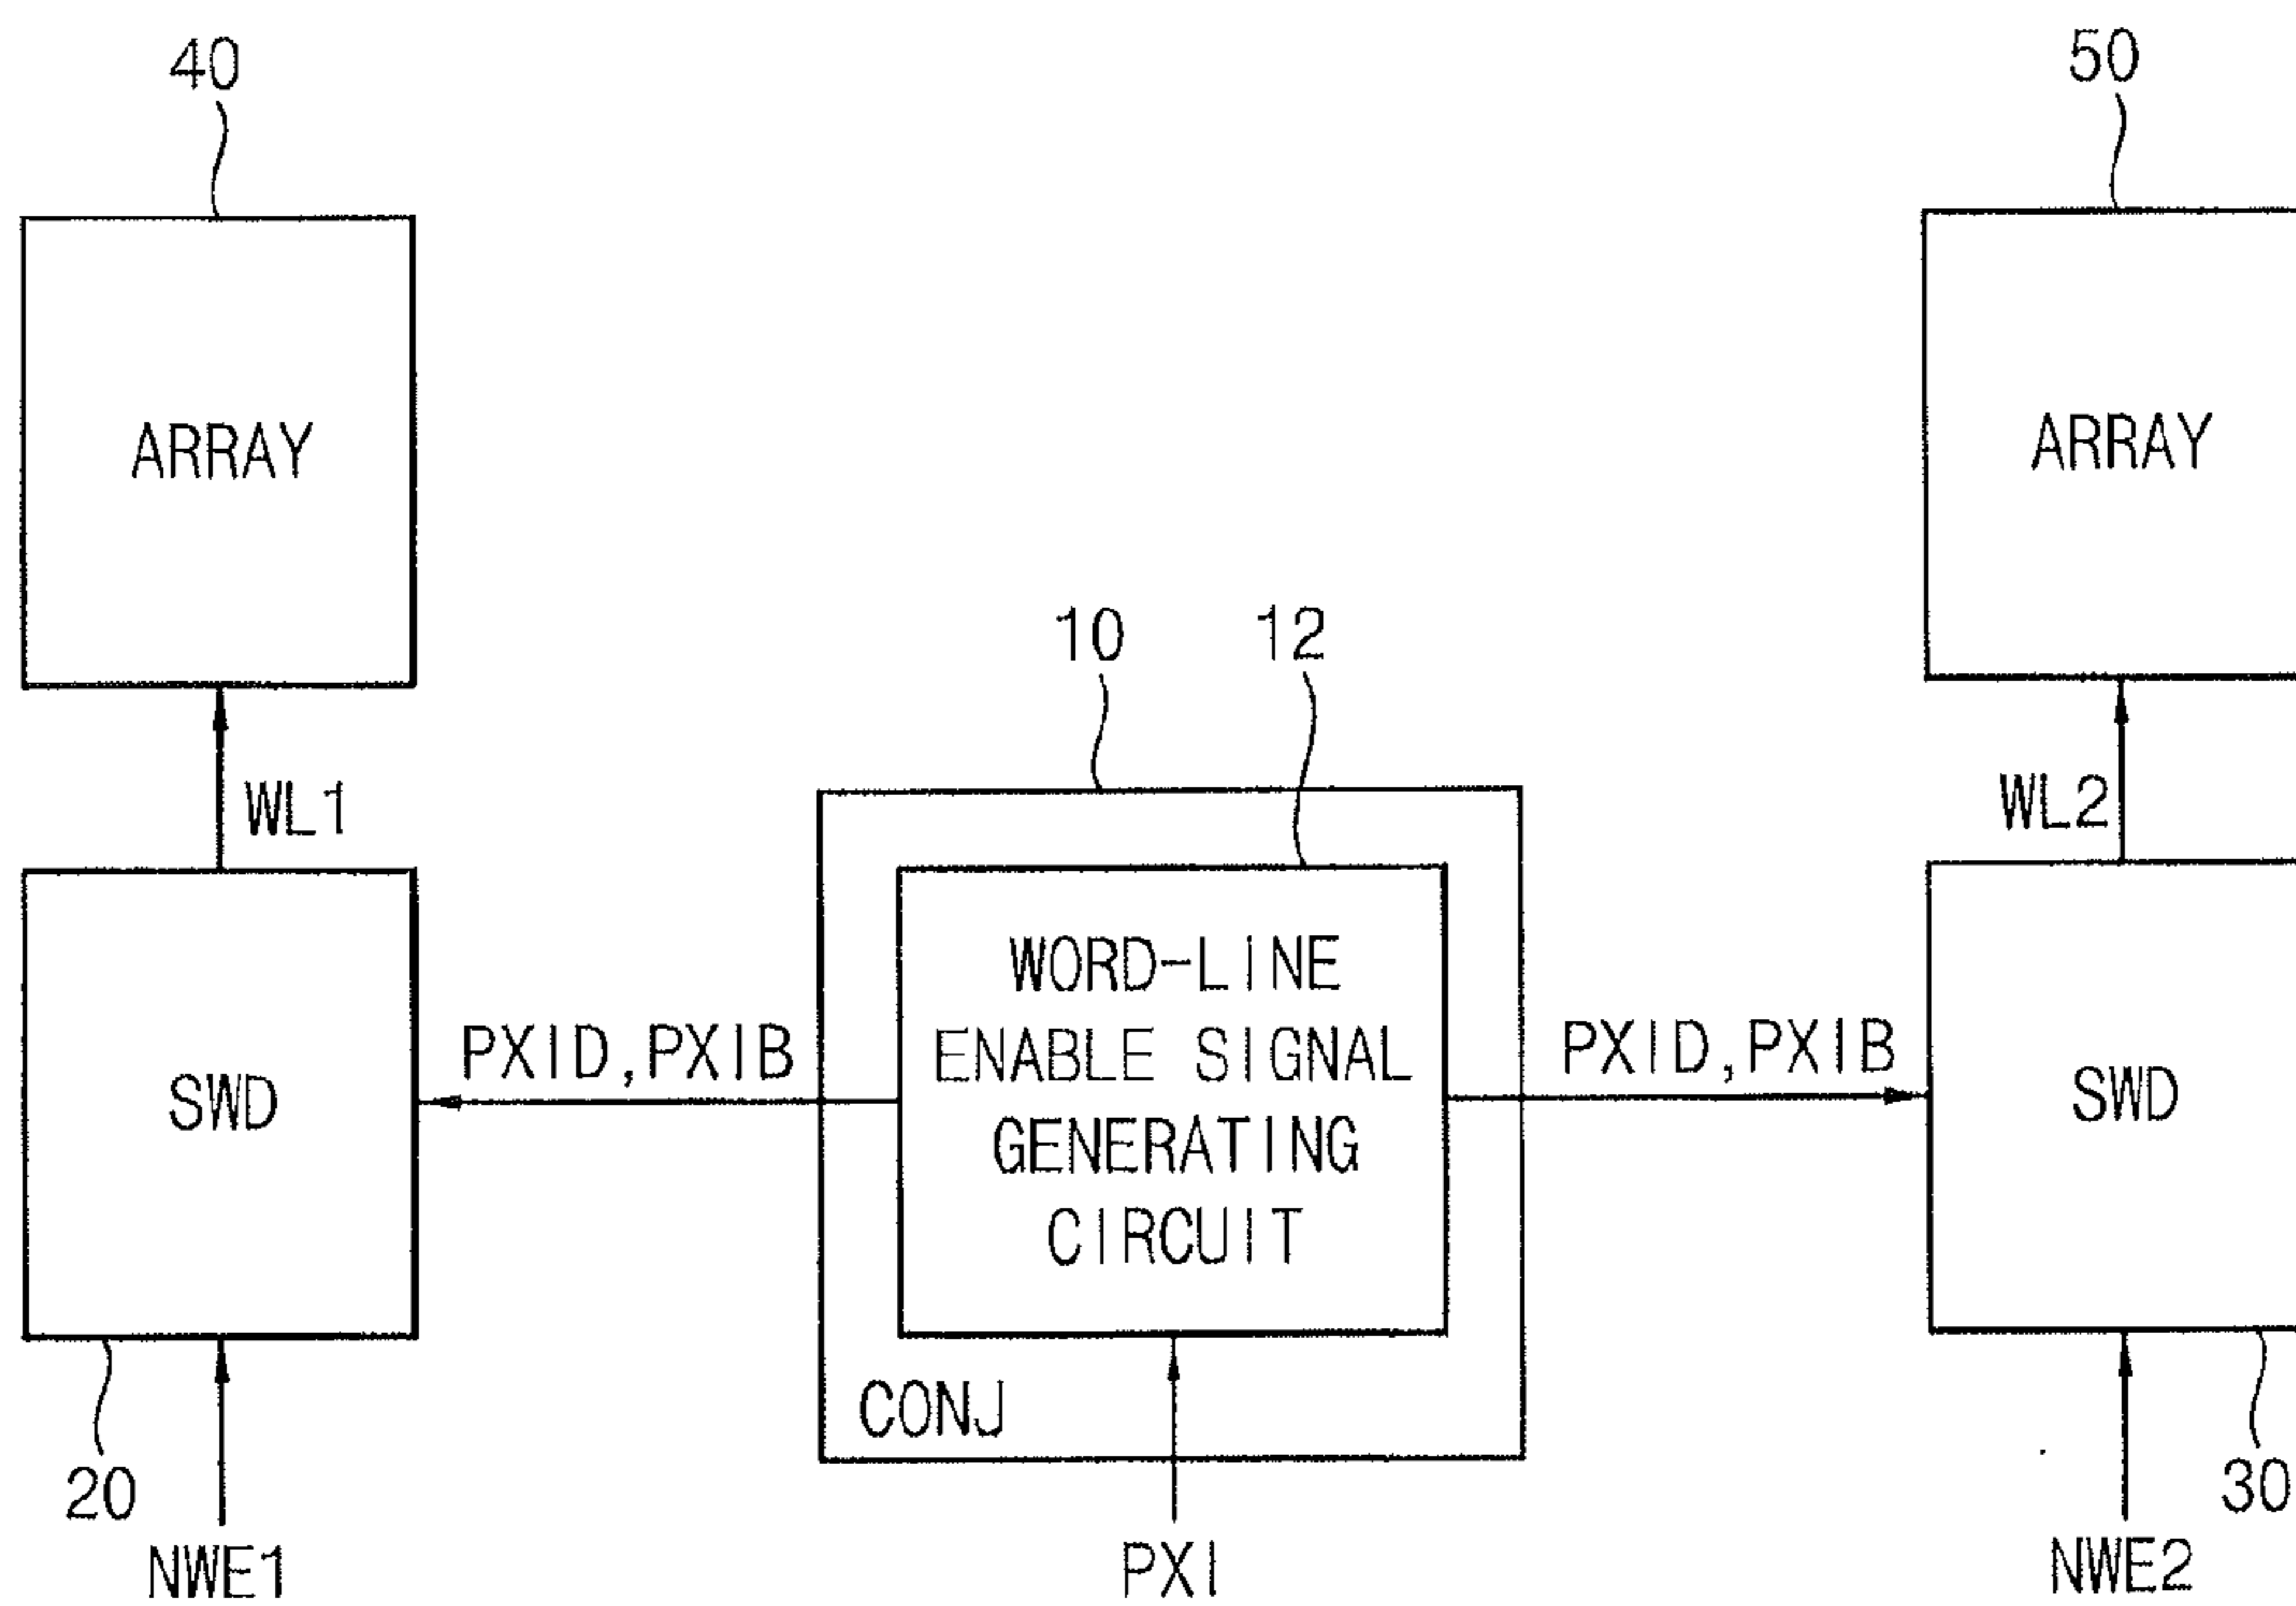 40
50
ARRAY
ARRAY
10
12
WL1
WL2
WORD-LINE
ENABLE SIGNAL
GENERATING
CIRCUIT
PXID,PXIB
PXID,PXIB
SWD
SWD
CONJ
20
30
NWE1
PXI
NWE2